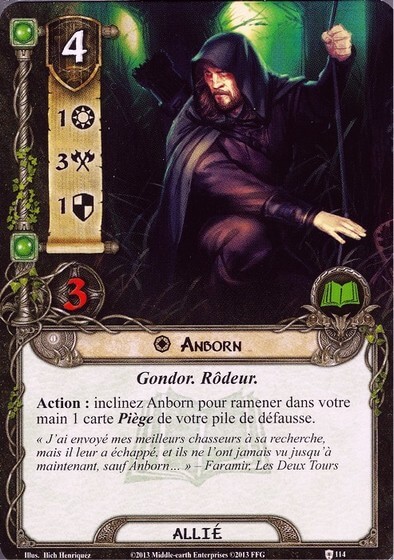 4
1
3
1
3
ANBORN
Gondor. Rôdeur.
Action : inclinez Anborn pour ramener dans votre
main 1 carte Piège de votre pile de défausse.
« J'ai envoyé mes meilleurs chasseurs à sa recherche,
mais il leur a échappé, et ils ne l'ont jamais vu jusqu'à
maintenant, sauf Anborn… » – Faramir, Les Deux Tours
ALLIÉ
Illus. Ilich Henriquez
©2013 Middle-earth Enterprises ©2013 FFG
114